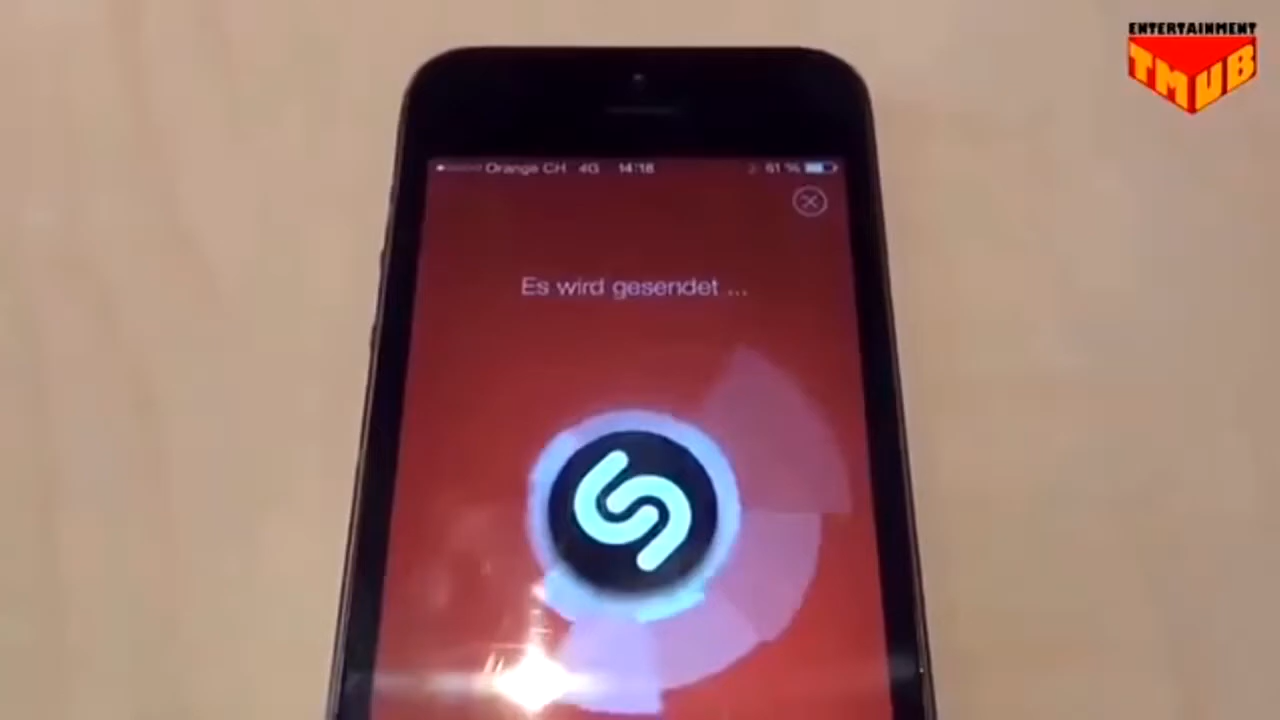 ENTERTAINMENT
TMUB
Orange CH 4G 14:18 61 %
Es wird gesendet ...